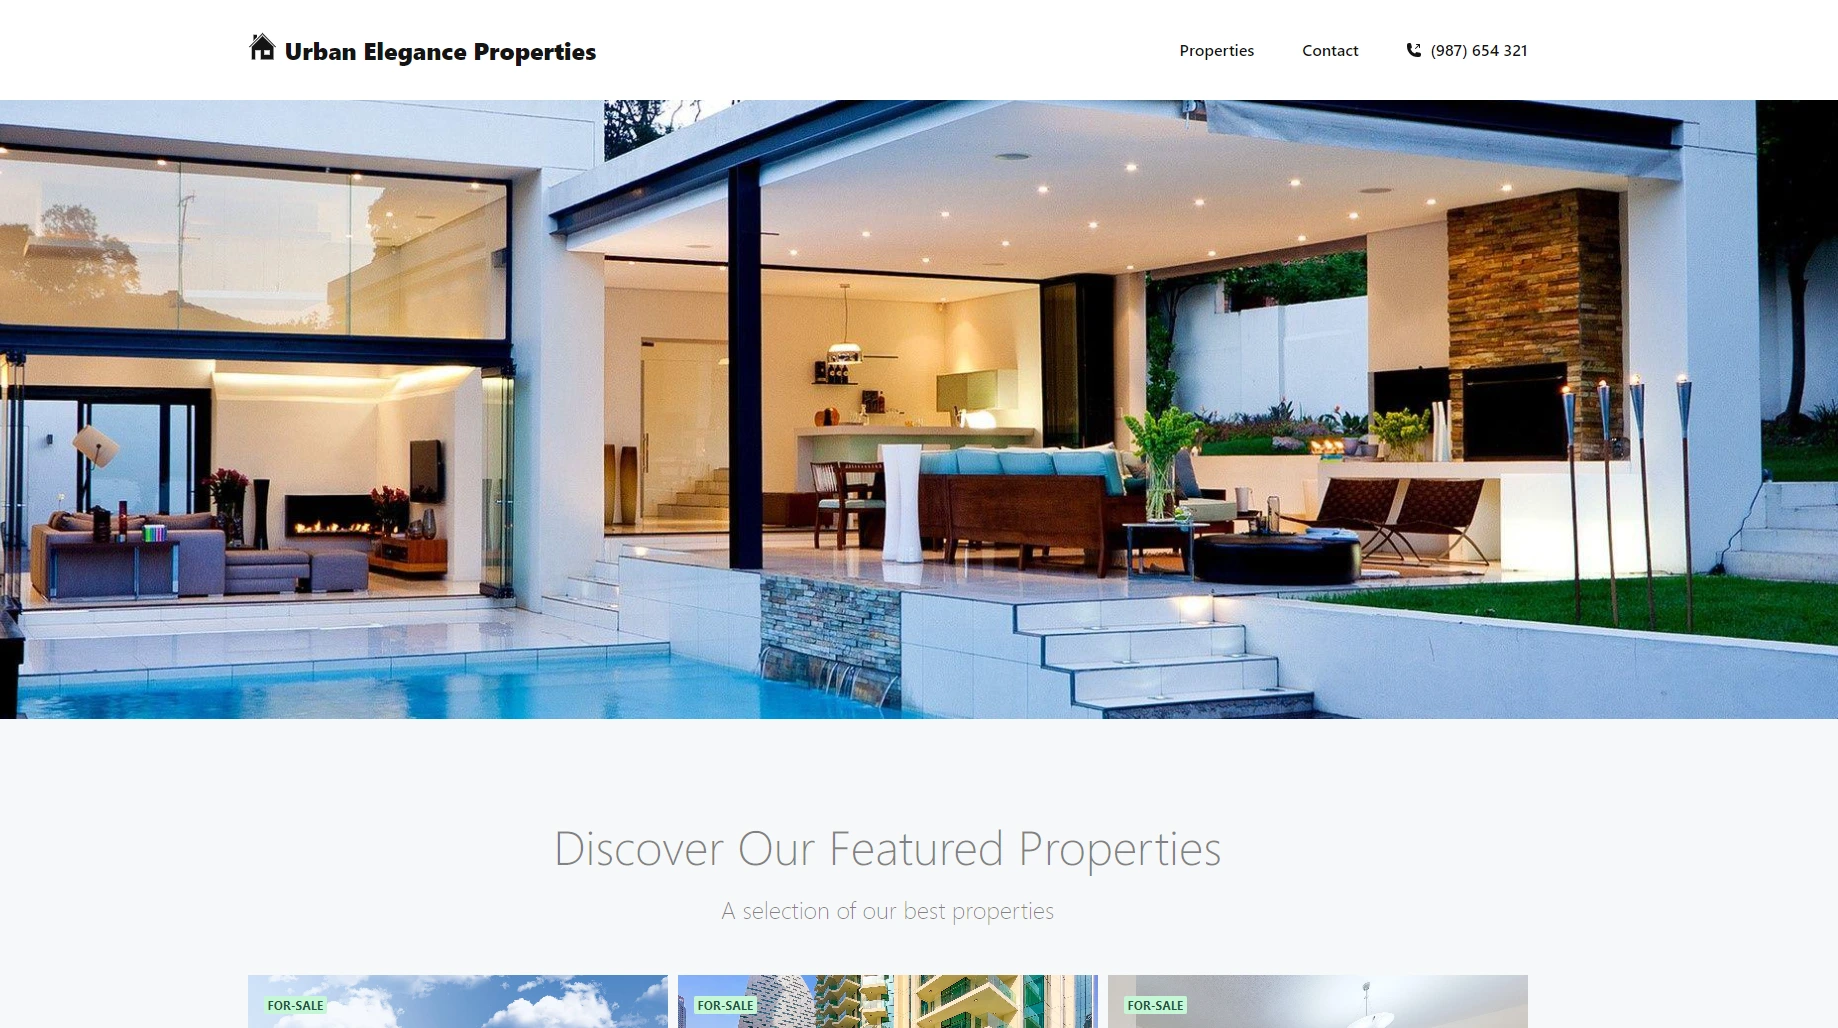 Urban Elegance Properties
Properties
Contact
(987) 654 321
Discover Our Featured Properties
A selection of our best properties
FOR-SALE
FOR-SALE
FOR-SALE